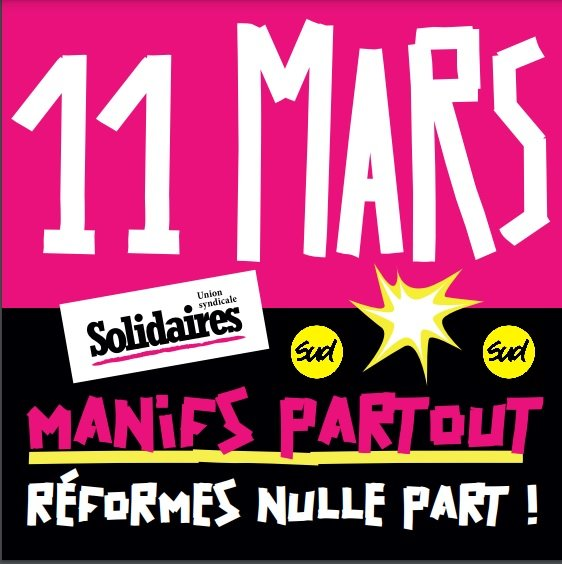 11 MARS
Union
syndicale
Solidaires
Sud
Sud
MANiFS PARTOUT
RÉFORMES NULLE PART !